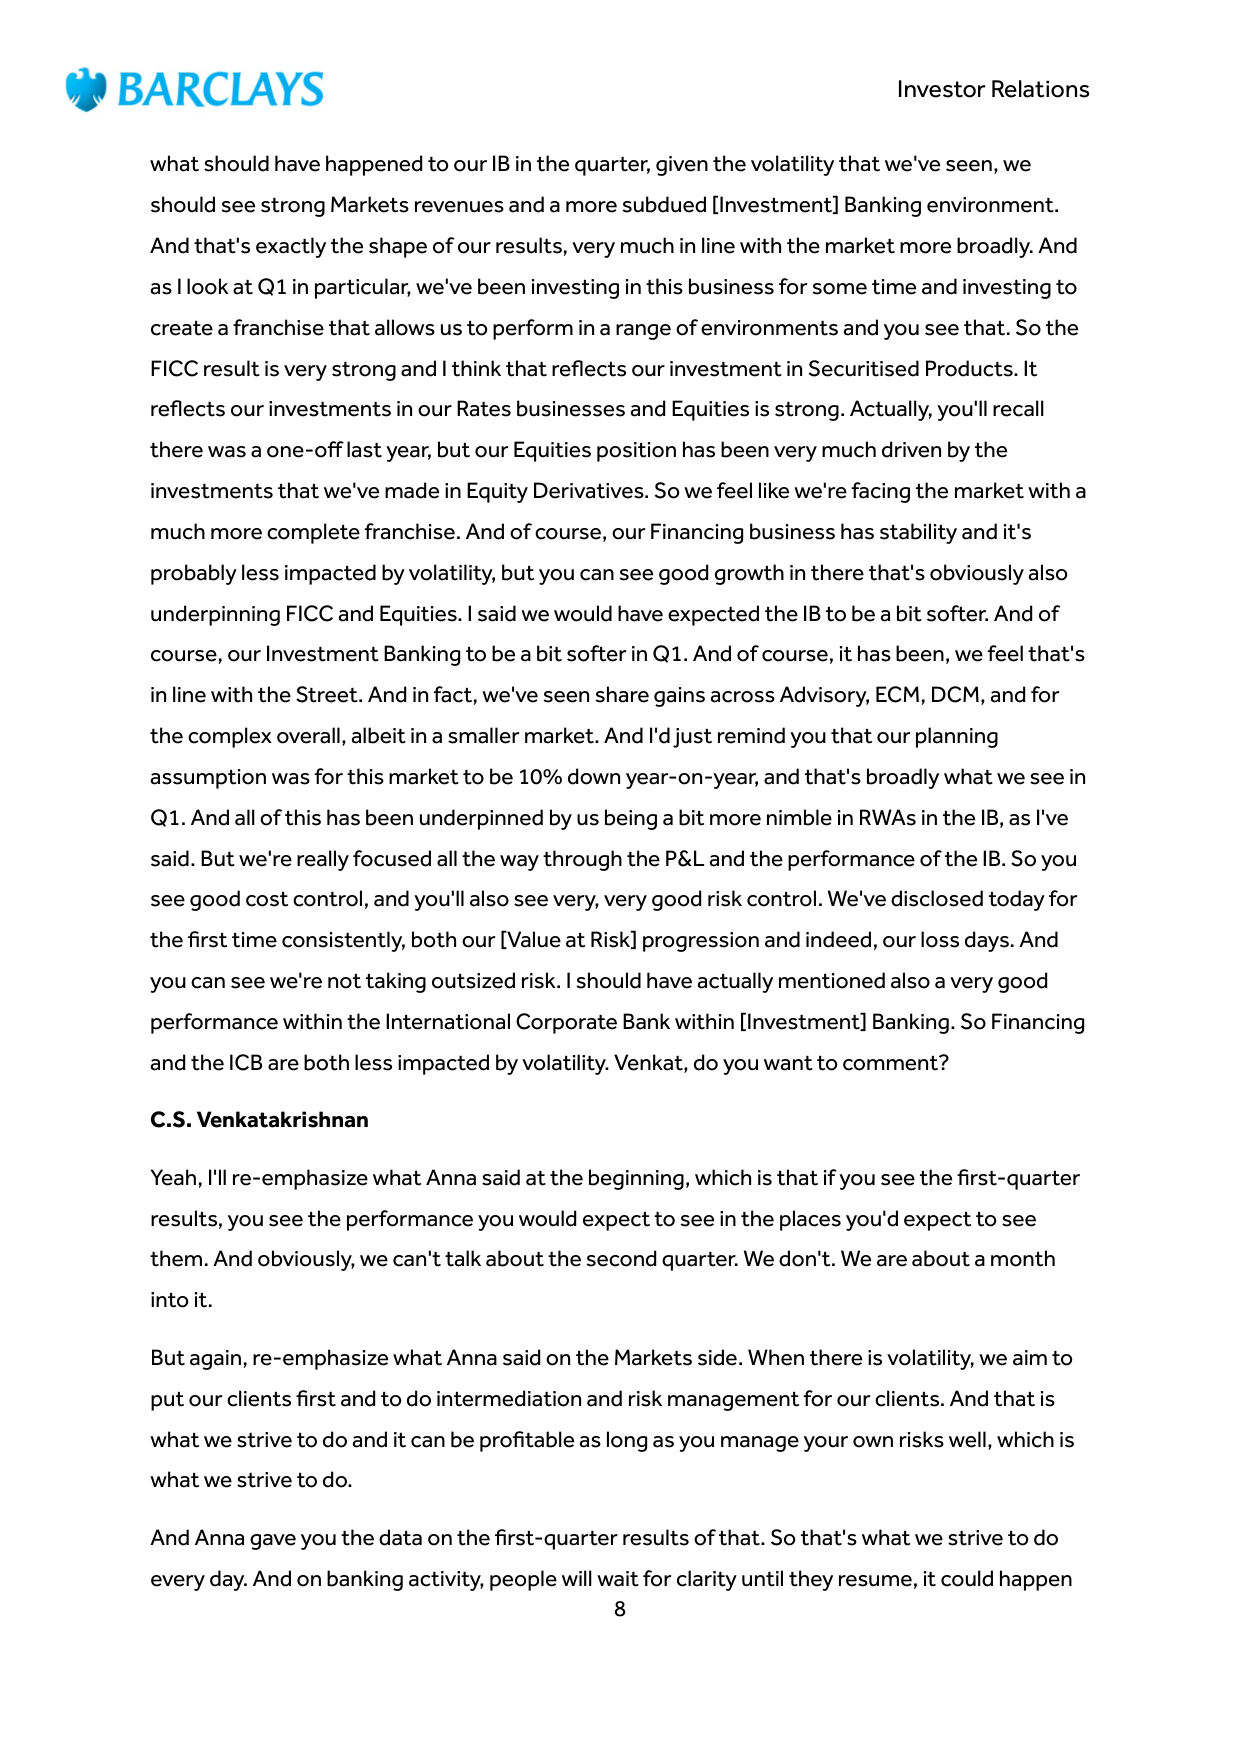 BARCLAYS
Investor Relations
what should have happened to our IB in the quarter, given the volatility that we've seen, we
should see strong Markets revenues and a more subdued [Investment] Banking environment.
And that's exactly the shape of our results, very much in line with the market more broadly. And
as I look at Q1 in particular, we've been investing in this business for some time and investing to
create a franchise that allows us to perform in a range of environments and you see that. So the
FICC result is very strong and I think that reflects our investment in Securitised Products. It
reflects our investments in our Rates businesses and Equities is strong. Actually, you'll recall
there was a one-off last year, but our Equities position has been very much driven by the
investments that we've made in Equity Derivatives. So we feel like we're facing the market with a
much more complete franchise. And of course, our Financing business has stability and it's
probably less impacted by volatility, but you can see good growth in there that's obviously also
underpinning FICC and Equities. I said we would have expected the IB to be a bit softer. And of
course, our Investment Banking to be a bit softer in Q1. And of course, it has been, we feel that's
in line with the Street. And in fact, we've seen share gains across Advisory, ECM, DCM, and for
the complex overall, albeit in a smaller market. And I'd just remind you that our planning
assumption was for this market to be 10% down year-on-year, and that's broadly what we see in
Q1. And all of this has been underpinned by us being a bit more nimble in RWAs in the IB, as I've
said. But we're really focused all the way through the P&L and the performance of the IB. So you
see good cost control, and you'll also see very, very good risk control. We've disclosed today for
the first time consistently, both our [Value at Risk] progression and indeed, our loss days. And
you can see we're not taking outsized risk. I should have actually mentioned also a very good
performance within the International Corporate Bank within [Investment] Banking. So Financing
and the ICB are both less impacted by volatility. Venkat, do you want to comment?
C.S. Venkatakrishnan
Yeah, I'll re-emphasize what Anna said at the beginning, which is that if you see the first-quarter
results, you see the performance you would expect to see in the places you'd expect to see
them. And obviously, we can't talk about the second quarter. We don't. We are about a month
into it.
But again, re-emphasize what Anna said on the Markets side. When there is volatility, we aim to
put our clients first and to do intermediation and risk management for our clients. And that is
what we strive to do and it can be profitable as long as you manage your own risks well, which is
what we strive to do.
And Anna gave you the data on the first-quarter results of that. So that's what we strive to do
every day. And on banking activity, people will wait for clarity until they resume, it could happen
8